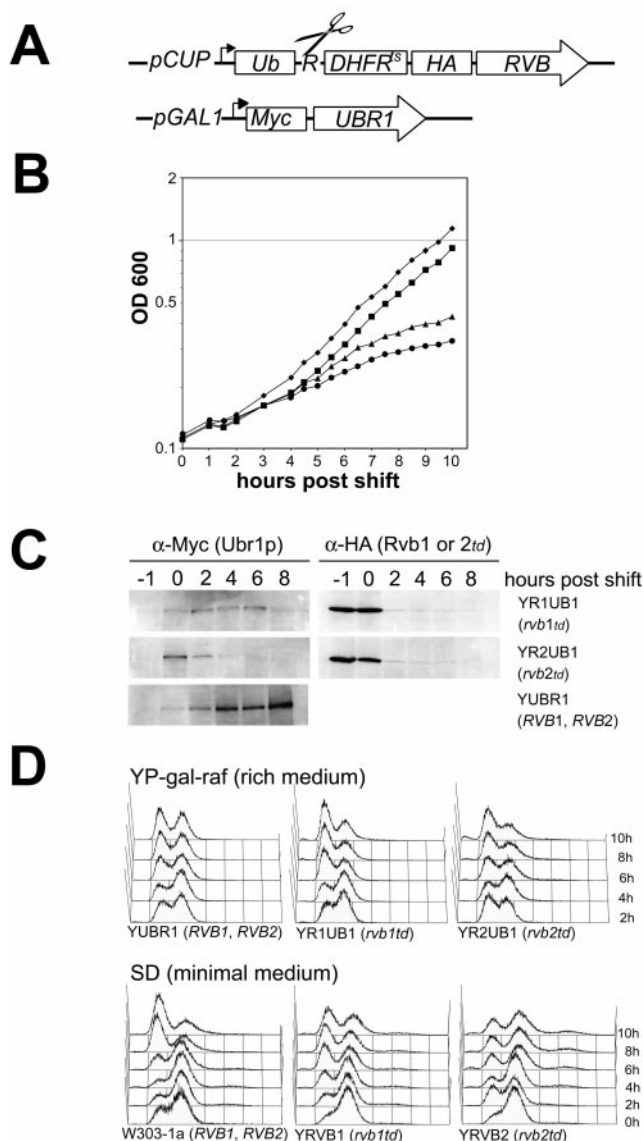 A
pCUP Ub R DHFRts HA RVB
pGAL1 Myc UBR1
B
2
1
0.5
0.1
OD 600
0 1 2 3 4 5 6 7 8 9 10
hours post shift
C
α-Myc (Ubr1p) α-HA (Rvb1 or 2td)
-1 0 2 4 6 8 -1 0 2 4 6 8 hours post shift
YR1UB1
(rvb1td)
YR2UB1
(rvb2td)
YUBR1
(RVB1, RVB2)
D
YP-gal-raf (rich medium)
10h
8h
6h
4h
2h
YUBR1 (RVB1, RVB2) YR1UB1 (rvb1td) YR2UB1 (rvb2td)
SD (minimal medium)
10h
8h
6h
4h
2h
0h
W303-1a (RVB1, RVB2) YRVB1 (rvb1td) YRVB2 (rvb2td)